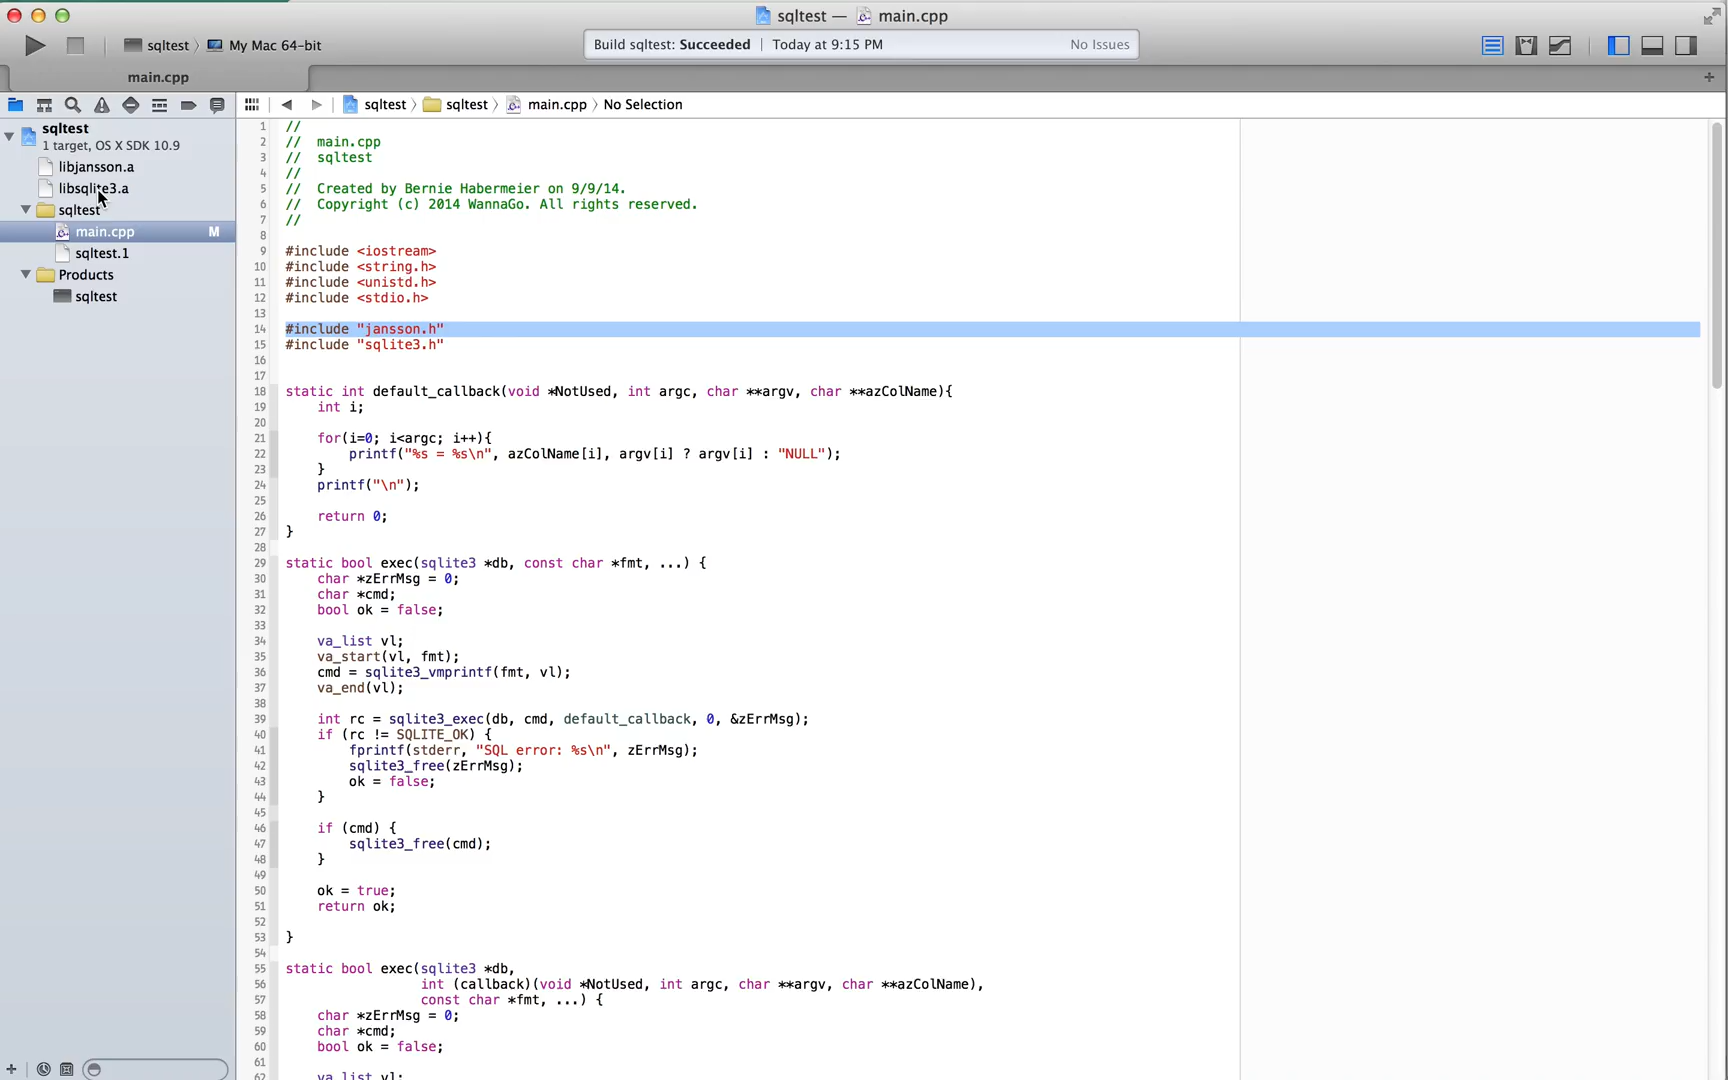 sqltest — main.cpp
sqltest 〉 My Mac 64-bit
Build sqltest: Succeeded | Today at 9:15 PM No Issues
main.cpp
sqltest 〉 sqltest 〉 main.cpp 〉 No Selection
sqltest
1 target, OS X SDK 10.9
libjansson.a
libsqlite3.a
sqltest
main.cpp M
sqltest.1
Products
sqltest
1 //
2 //  main.cpp
3 //  sqltest
4 //
5 //  Created by Bernie Habermeier on 9/9/14.
6 //  Copyright (c) 2014 WannaGo. All rights reserved.
7 //
8
9 #include <iostream>
10 #include <string.h>
11 #include <unistd.h>
12 #include <stdio.h>
13
14 #include "jansson.h"
15 #include "sqlite3.h"
16
17
18 static int default_callback(void *NotUsed, int argc, char **argv, char **azColName){
19     int i;
20
21     for(i=0; i<argc; i++){
22         printf("%s = %s\n", azColName[i], argv[i] ? argv[i] : "NULL");
23     }
24     printf("\n");
25
26     return 0;
27 }
28
29 static bool exec(sqlite3 *db, const char *fmt, ...) {
30     char *zErrMsg = 0;
31     char *cmd;
32     bool ok = false;
33
34     va_list vl;
35     va_start(vl, fmt);
36     cmd = sqlite3_vmprintf(fmt, vl);
37     va_end(vl);
38
39     int rc = sqlite3_exec(db, cmd, default_callback, 0, &zErrMsg);
40     if (rc != SQLITE_OK) {
41         fprintf(stderr, "SQL error: %s\n", zErrMsg);
42         sqlite3_free(zErrMsg);
43         ok = false;
44     }
45
46     if (cmd) {
47         sqlite3_free(cmd);
48     }
49
50     ok = true;
51     return ok;
52
53 }
54
55 static bool exec(sqlite3 *db,
56                  int (callback)(void *NotUsed, int argc, char **argv, char **azColName),
57                  const char *fmt, ...) {
58     char *zErrMsg = 0;
59     char *cmd;
60     bool ok = false;
61
62     va_list vl;